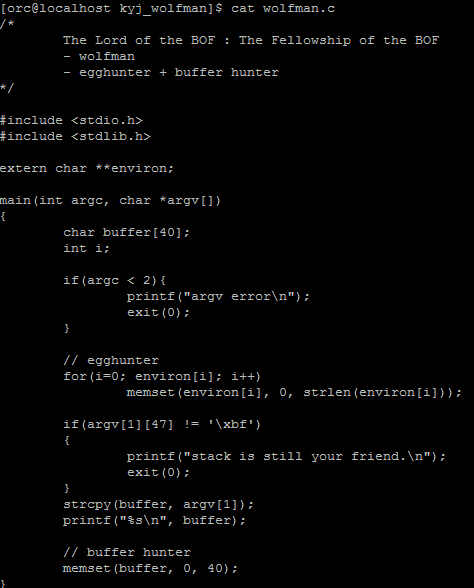 [orc@localhost kyj_wolfman]$ cat wolfman.c
/*
        The Lord of the BOF : The Fellowship of the BOF
        - wolfman
        - egghunter + buffer hunter
*/

#include <stdio.h>
#include <stdlib.h>

extern char **environ;

main(int argc, char *argv[])
{
        char buffer[40];
        int i;

        if(argc < 2){
                printf("argv error\n");
                exit(0);
        }

        // egghunter
        for(i=0; environ[i]; i++)
                memset(environ[i], 0, strlen(environ[i]));

        if(argv[1][47] != '\xbf')
        {
                printf("stack is still your friend.\n");
                exit(0);
        }
        strcpy(buffer, argv[1]);
        printf("%s\n", buffer);

        // buffer hunter
        memset(buffer, 0, 40);
}